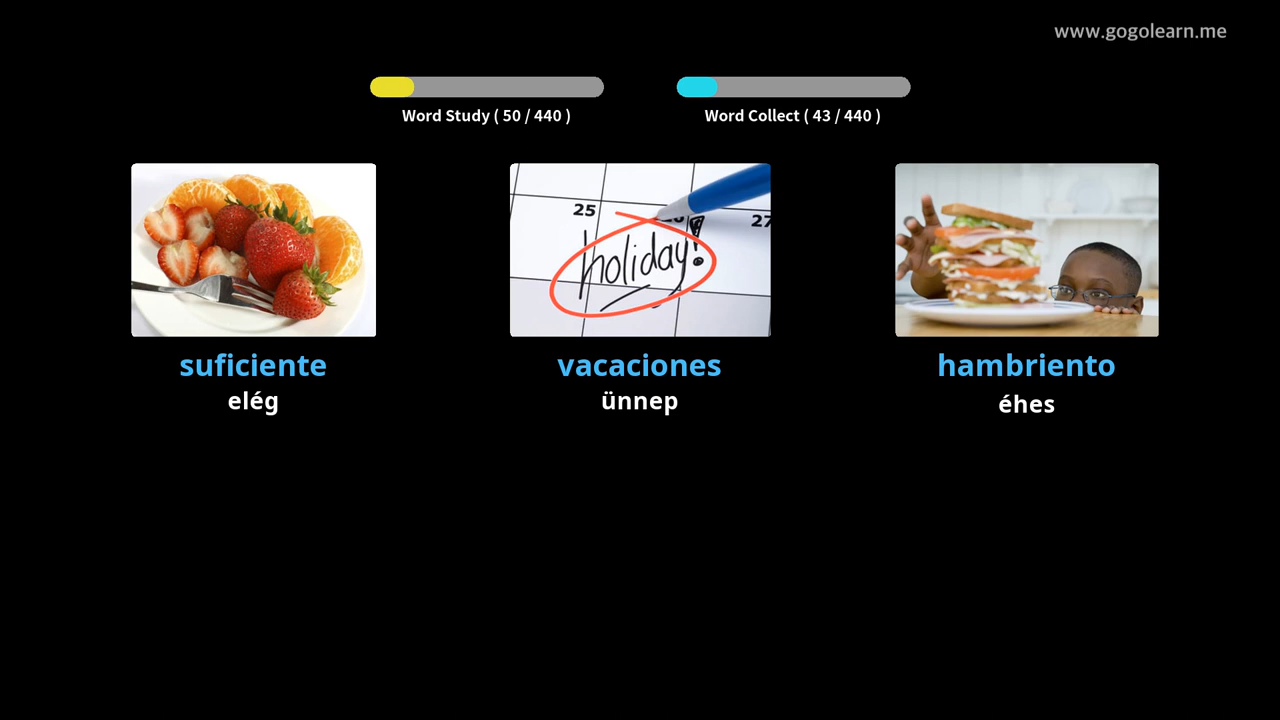 www.gogolearn.me
Word Study ( 50 / 440 )
Word Collect ( 43 / 440 )
25
27
holiday!
suficiente
vacaciones
hambriento
elég
ünnep
éhes